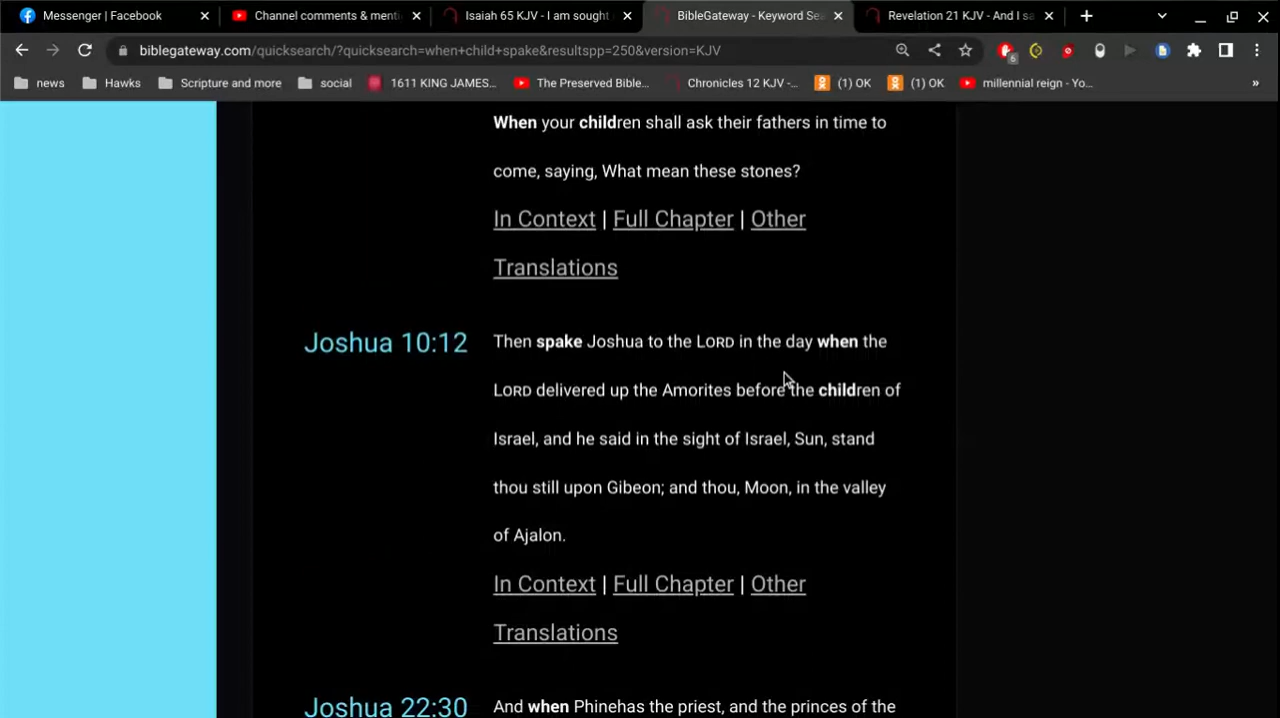 Messenger | Facebook
Channel comments & menti
Isaiah 65 KJV - I am sought
BibleGateway - Keyword Sea
Revelation 21 KJV - And I sa
biblegateway.com/quicksearch/?quicksearch=when+child+spake&resultspp=250&version=KJV
6
news
Hawks
Scripture and more
social
1611 KING JAMES...
The Preserved Bible...
Chronicles 12 KJV -...
(1) OK
(1) OK
millennial reign - Yo...
»
When your children shall ask their fathers in time to
come, saying, What mean these stones?
In Context | Full Chapter | Other
Translations
Joshua 10:12
Then spake Joshua to the LORD in the day when the
LORD delivered up the Amorites before the children of
Israel, and he said in the sight of Israel, Sun, stand
thou still upon Gibeon; and thou, Moon, in the valley
of Ajalon.
In Context | Full Chapter | Other
Translations
Joshua 22:30
And when Phinehas the priest, and the princes of the